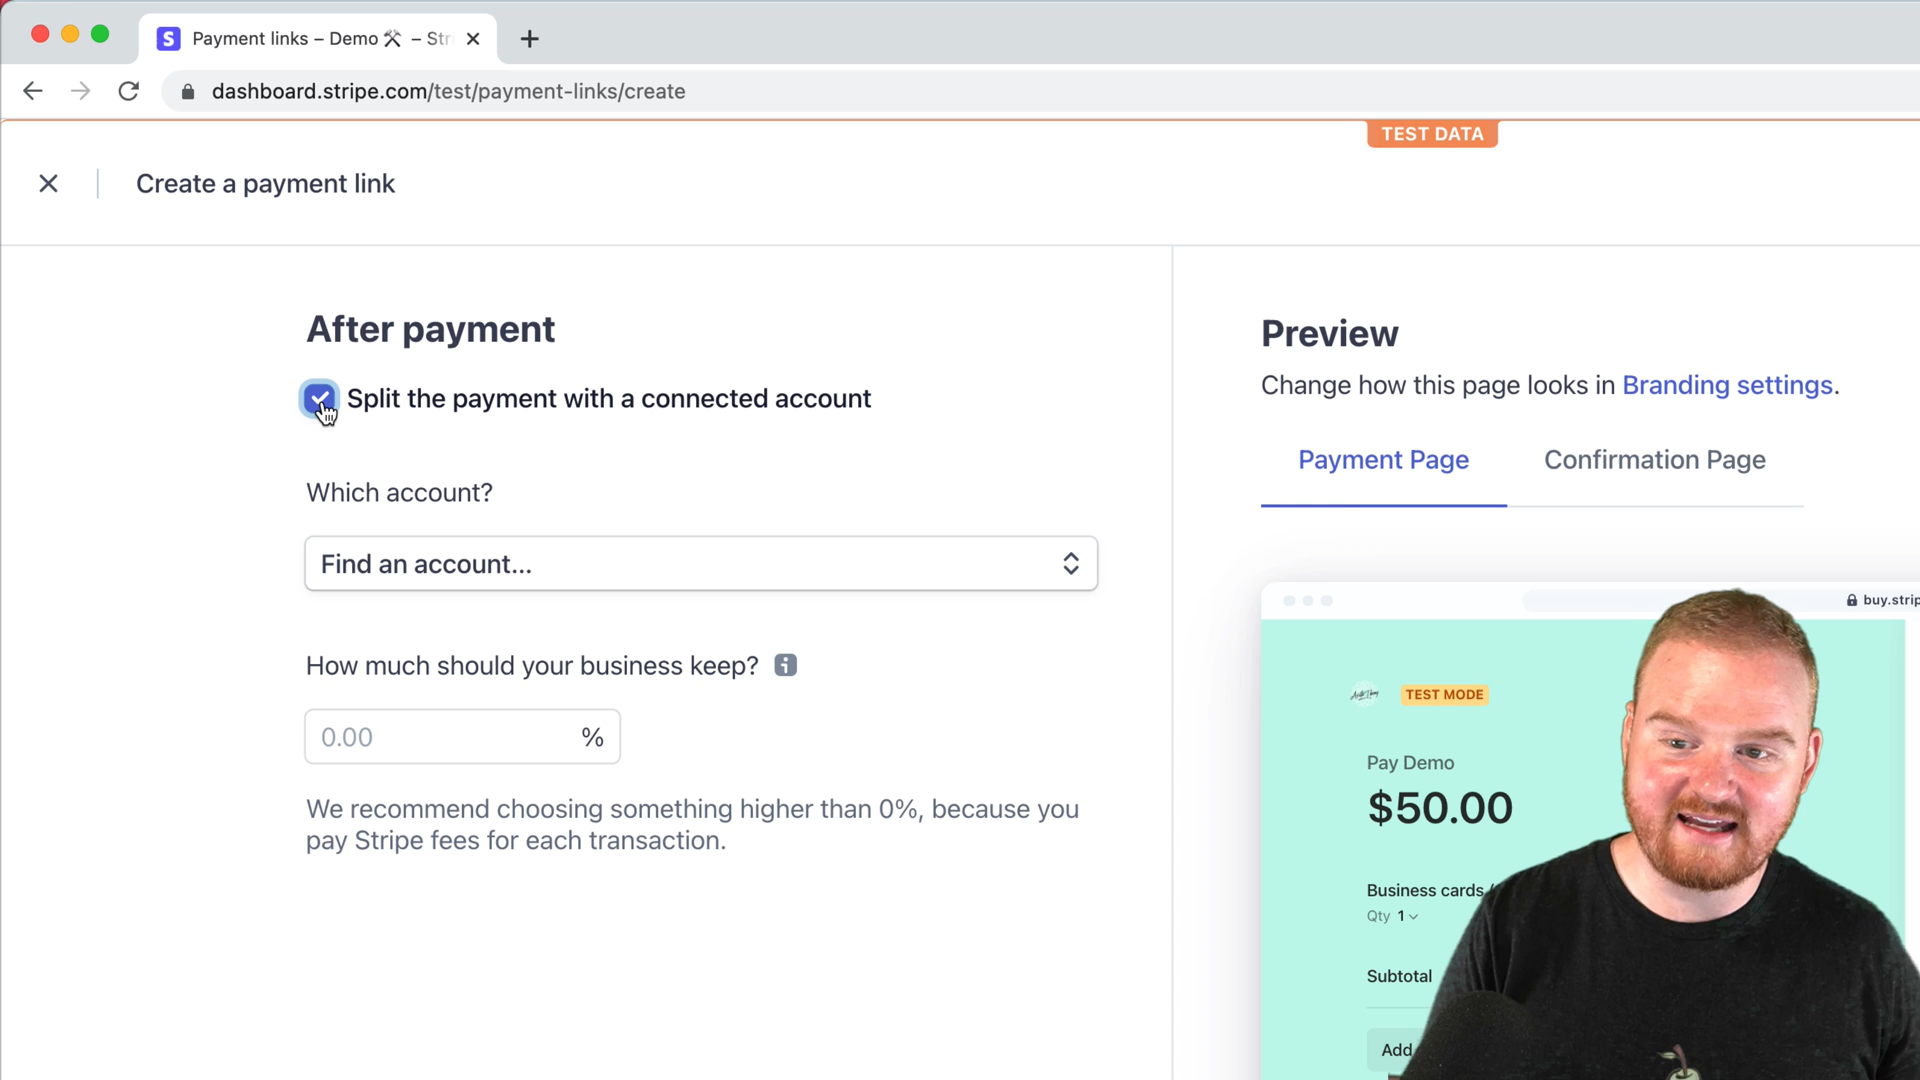 Payment links – Demo ⚒ – Str
dashboard.stripe.com/test/payment-links/create
TEST DATA
Create a payment link
After payment
Split the payment with a connected account
Which account?
Find an account...
How much should your business keep?
0.00 %
We recommend choosing something higher than 0%, because you
pay Stripe fees for each transaction.
Preview
Change how this page looks in Branding settings.
Payment Page
Confirmation Page
buy.strip
TEST MODE
Pay Demo
$50.00
Business cards
Qty 1
Subtotal
Add